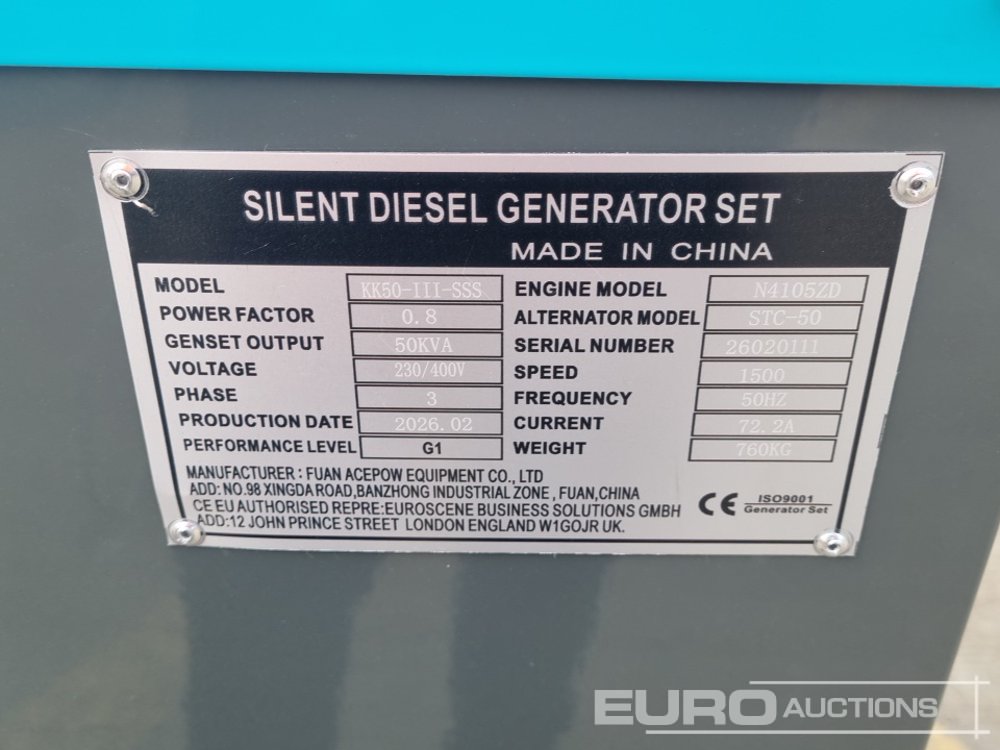 SILENT DIESEL GENERATOR SET
MADE IN CHINA
MODEL KK50-III-SSS
POWER FACTOR 0.8
GENSET OUTPUT 50KVA
VOLTAGE 230/400V
PHASE 3
PRODUCTION DATE 2026.02
PERFORMANCE LEVEL G1
ENGINE MODEL N4105ZD
ALTERNATOR MODEL STC-50
SERIAL NUMBER 26020111
SPEED 1500
FREQUENCY 50HZ
CURRENT 72.2A
WEIGHT 760KG
MANUFACTURER : FUAN ACEPOW EQUIPMENT CO., LTD
ADD: NO.98 XINGDA ROAD,BANZHONG INDUSTRIAL ZONE , FUAN,CHINA
CE EU AUTHORISED REPRE:EUROSCENE BUSINESS SOLUTIONS GMBH
ADD:12 JOHN PRINCE STREET LONDON ENGLAND W1GOJR UK.
CE
ISO9001
Generator Set
EURO AUCTIONS